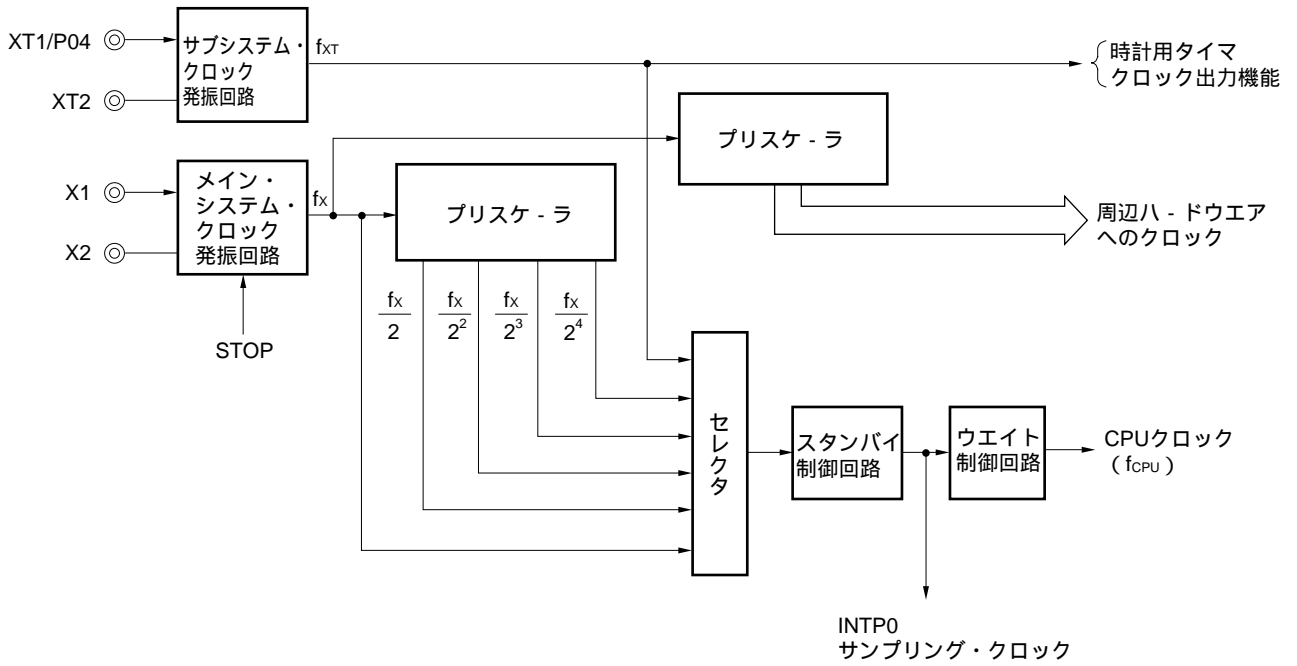 XT1/P04
XT2
サブシステム・
クロック
発振回路
fXT
時計用タイマ
クロック出力機能
プリスケ - ラ
X1
X2
メイン・
システム・
クロック
発振回路
fX
プリスケ - ラ
周辺ハ - ドウエア
へのクロック
STOP
fX
2
fX
2²
fX
2³
fX
2⁴
セレクタ
スタンバイ
制御回路
ウエイト
制御回路
CPUクロック
（fCPU）
INTP0
サンプリング・クロック